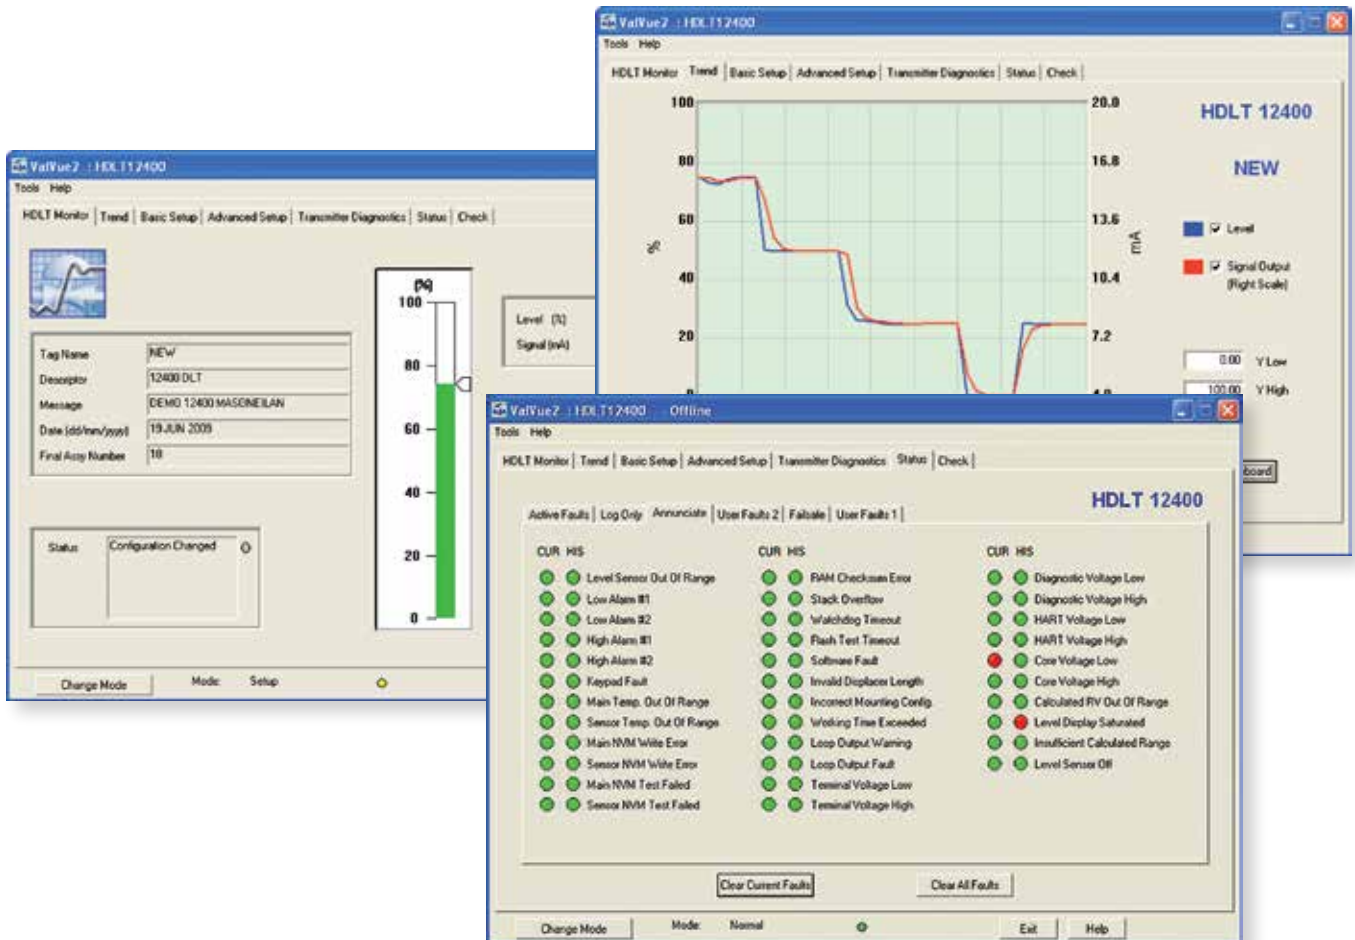 ValVue2 : HDLT12400
Tools Help
HDLT Monitor Trend Basic Setup Advanced Setup Transmitter Diagnostics Status Check
100
80
60
40
20
0
%
20.0
16.8
13.6
10.4
7.2
mA
HDLT 12400
NEW
Level
Signal Output
(Right Scale)
0.00 Y Low
100.00 Y High
board
ValVue2 : HDLT12400
Tools Help
HDLT Monitor Trend Basic Setup Advanced Setup Transmitter Diagnostics Status Check
Tag Name NEW
Descriptor 12400 DLT
Message DEMO 12400 MASONEILAN
Date (dd/mm/yyyy) 19 JUN 2009
Final Assy Number 18
Status Configuration Changed
(%)
100
80
60
40
20
0
Level (%)
Signal (mA)
Change Mode Mode: Setup
ValVue2 : HDLT12400 Offline
Tools Help
HDLT Monitor Trend Basic Setup Advanced Setup Transmitter Diagnostics Status Check
HDLT 12400
Active Faults Log Only Annunciate User Faults 2 Failsafe User Faults 1
CUR HIS
Level Sensor Out Of Range
Low Alarm #1
Low Alarm #2
High Alarm #1
High Alarm #2
Keypad Fault
Main Temp. Out Of Range
Sensor Temp. Out Of Range
Main NVM Write Error
Sensor NVM Write Error
Main NVM Test Failed
Sensor NVM Test Failed
CUR HIS
RAM Checksum Error
Stack Overflow
Watchdog Timeout
Flash Test Timeout
Software Fault
Invalid Displacer Length
Incorrect Mounting Config.
Working Time Exceeded
Loop Output Warning
Loop Output Fault
Terminal Voltage Low
Terminal Voltage High
CUR HIS
Diagnostic Voltage Low
Diagnostic Voltage High
HART Voltage Low
HART Voltage High
Core Voltage Low
Core Voltage High
Calculated RV Out Of Range
Level Display Saturated
Insufficient Calculated Range
Level Sensor Off
Clear Current Faults Clear All Faults
Change Mode Mode: Normal Exit Help